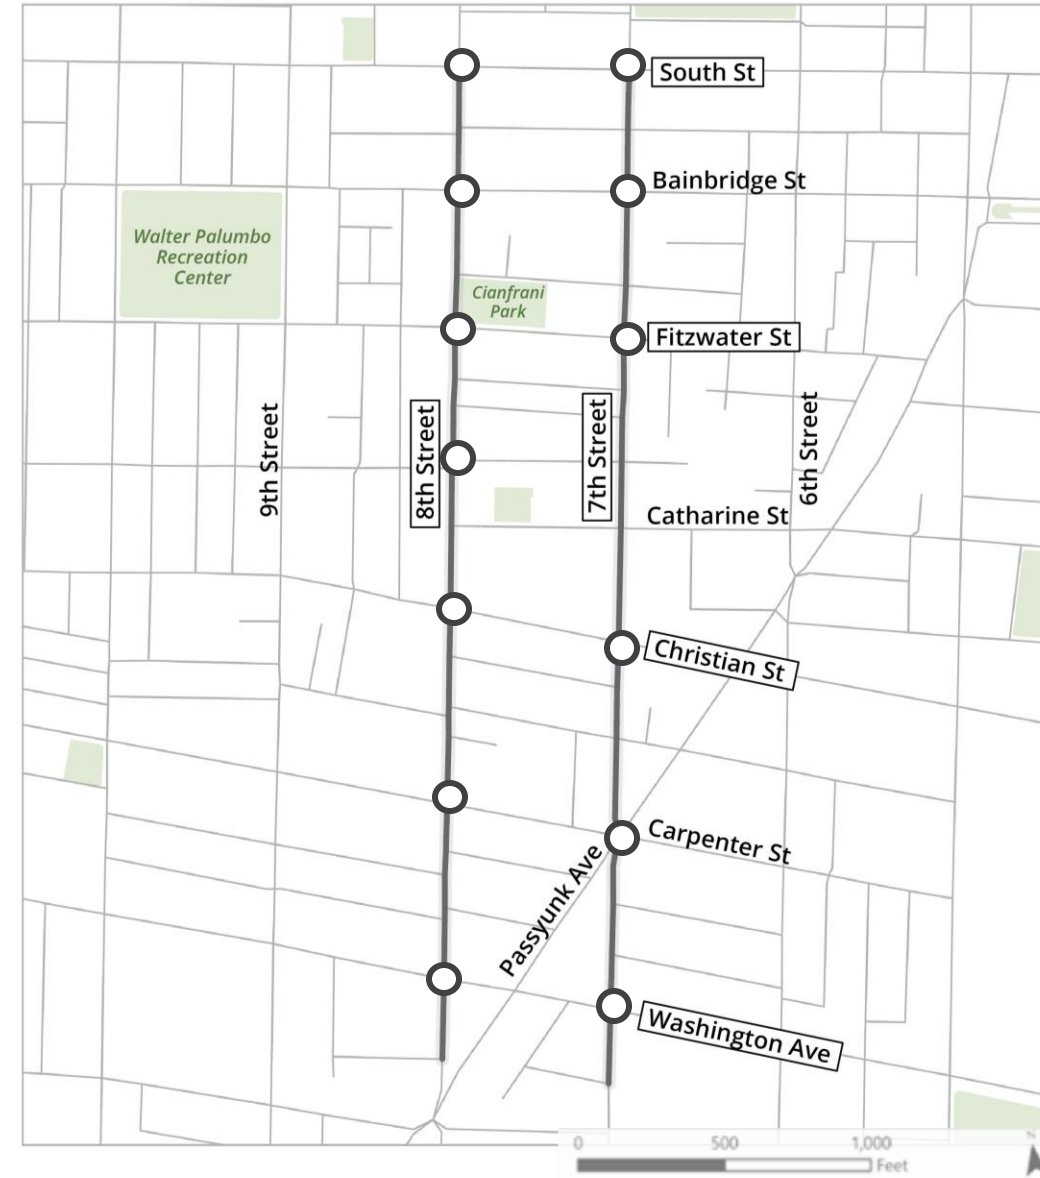 South St
Bainbridge St
Walter Palumbo
Recreation
Center
Cianfrani
Park
Fitzwater St
9th Street
8th Street
7th Street
6th Street
Catharine St
Christian St
Carpenter St
Passyunk Ave
Washington Ave
0 500 1,000
Feet